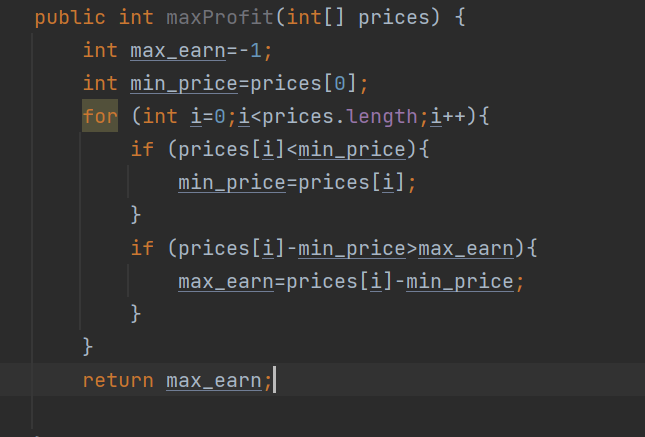 public int maxProfit(int[] prices) {
    int max_earn=-1;
    int min_price=prices[0];
    for (int i=0;i<prices.length;i++){
        if (prices[i]<min_price){
            min_price=prices[i];
        }
        if (prices[i]-min_price>max_earn){
            max_earn=prices[i]-min_price;
        }
    }
    return max_earn;